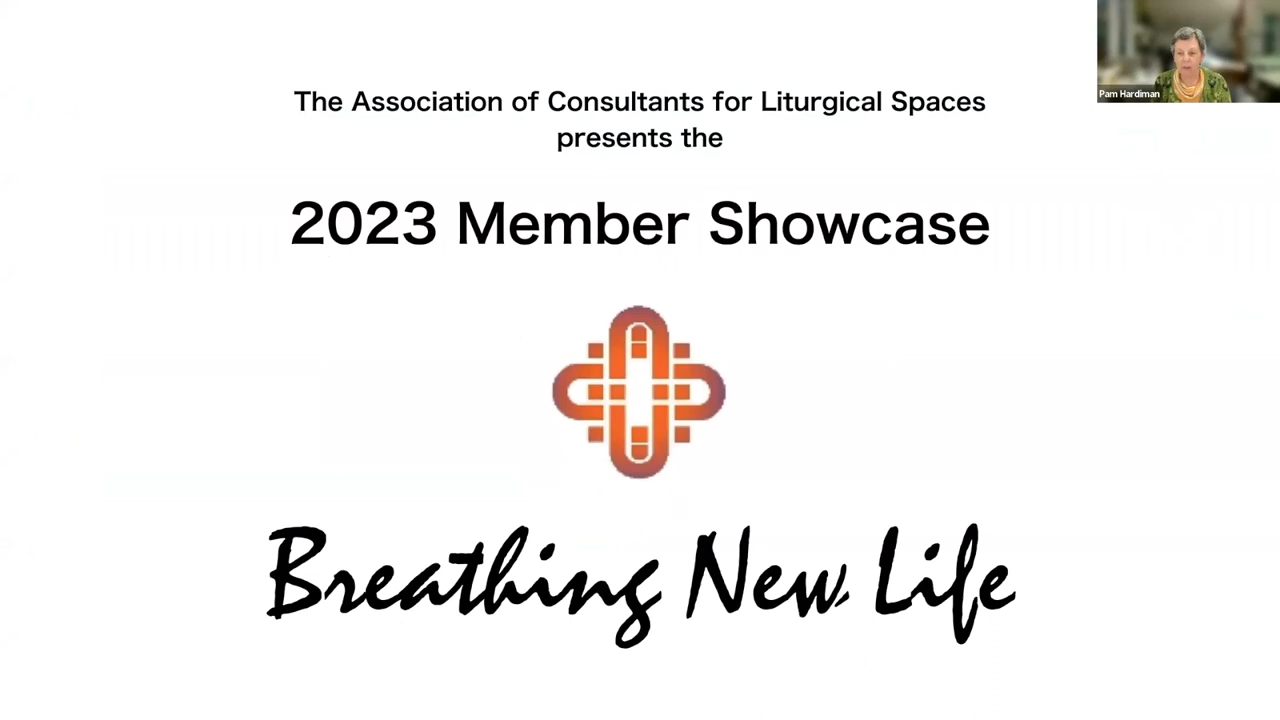 The Association of Consultants for Liturgical Spaces
presents the
2023 Member Showcase
Breathing New Life
Pam Hardiman